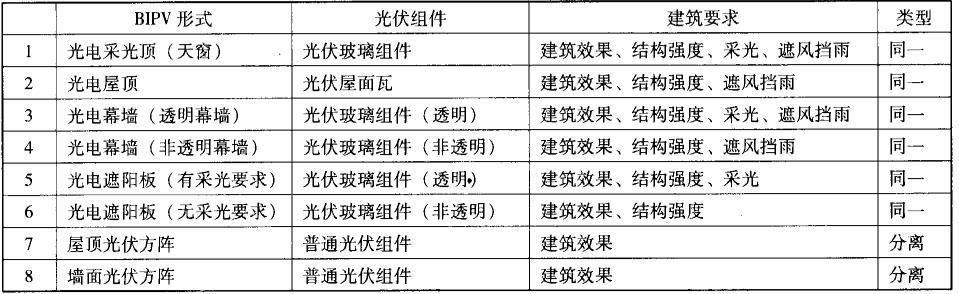 BIPV 形式 光伏组件 建筑要求 类型
1 光电采光顶（天窗） 光伏玻璃组件 建筑效果、结构强度、采光、遮风挡雨 同一
2 光电屋顶 光伏屋面瓦 建筑效果、结构强度、遮风挡雨 同一
3 光电幕墙（透明幕墙） 光伏玻璃组件（透明） 建筑效果、结构强度、采光、遮风挡雨 同一
4 光电幕墙（非透明幕墙） 光伏玻璃组件（非透明） 建筑效果、结构强度、遮风挡雨 同一
5 光电遮阳板（有采光要求） 光伏玻璃组件（透明） 建筑效果、结构强度、采光 同一
6 光电遮阳板（无采光要求） 光伏玻璃组件（非透明） 建筑效果、结构强度 同一
7 屋顶光伏方阵 普通光伏组件 建筑效果 分离
8 墙面光伏方阵 普通光伏组件 建筑效果 分离